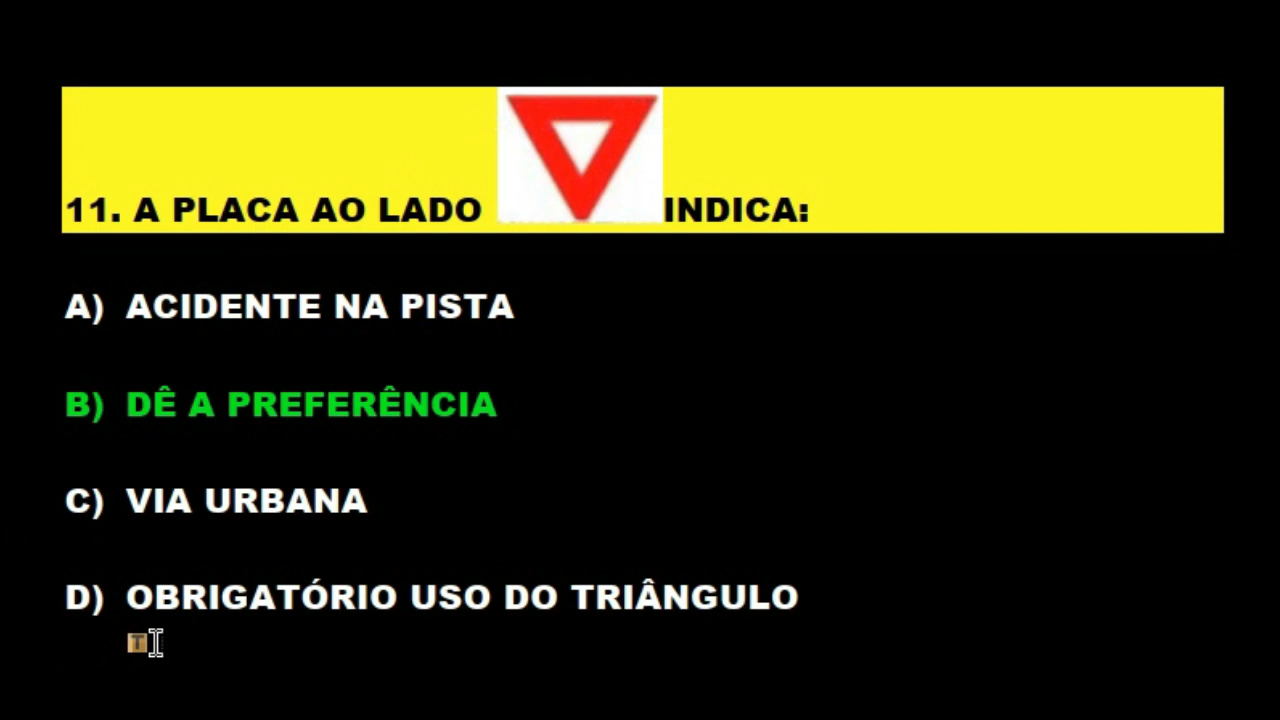 11. A PLACA AO LADO INDICA:
A) ACIDENTE NA PISTA
B) DÊ A PREFERÊNCIA
C) VIA URBANA
D) OBRIGATÓRIO USO DO TRIÂNGULO
T